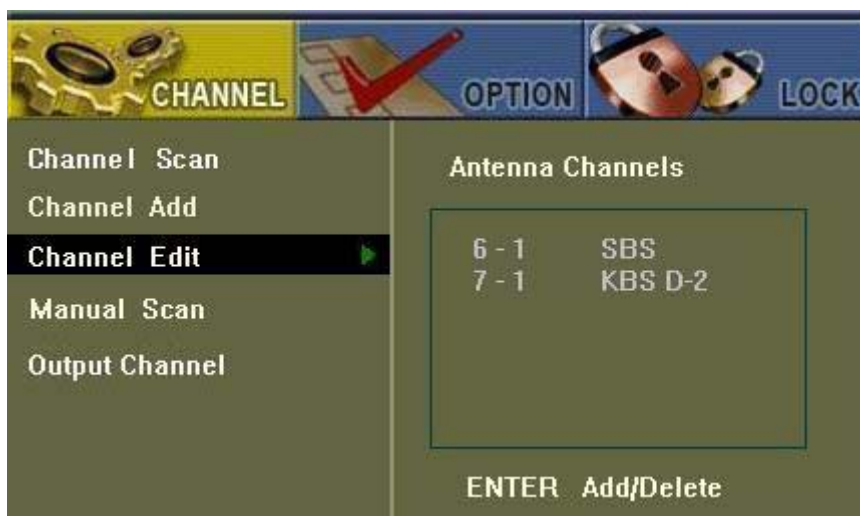 CHANNEL OPTION LOCK
Channel Scan
Channel Add
Channel Edit
Manual Scan
Output Channel
Antenna Channels
6 - 1 SBS
7 - 1 KBS D-2
ENTER Add/Delete